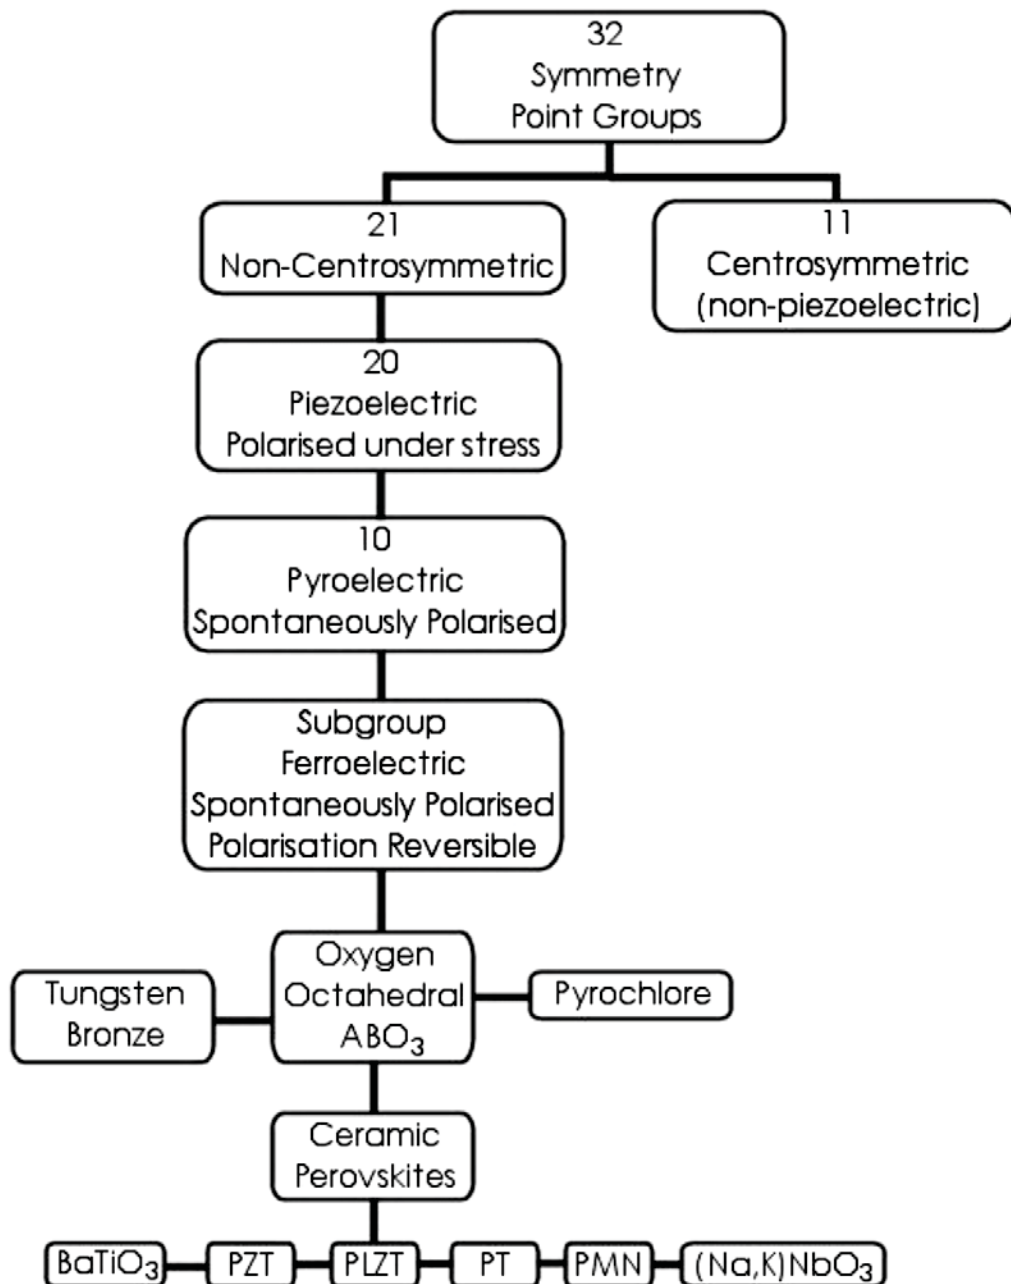 32
Symmetry
Point Groups
21
Non-Centrosymmetric
11
Centrosymmetric
(non-piezoelectric)
20
Piezoelectric
Polarised under stress
10
Pyroelectric
Spontaneously Polarised
Subgroup
Ferroelectric
Spontaneously Polarised
Polarisation Reversible
Tungsten
Bronze
Oxygen
Octahedral
ABO₃
Pyrochlore
Ceramic
Perovskites
BaTiO₃
PZT
PLZT
PT
PMN
(Na,K)NbO₃